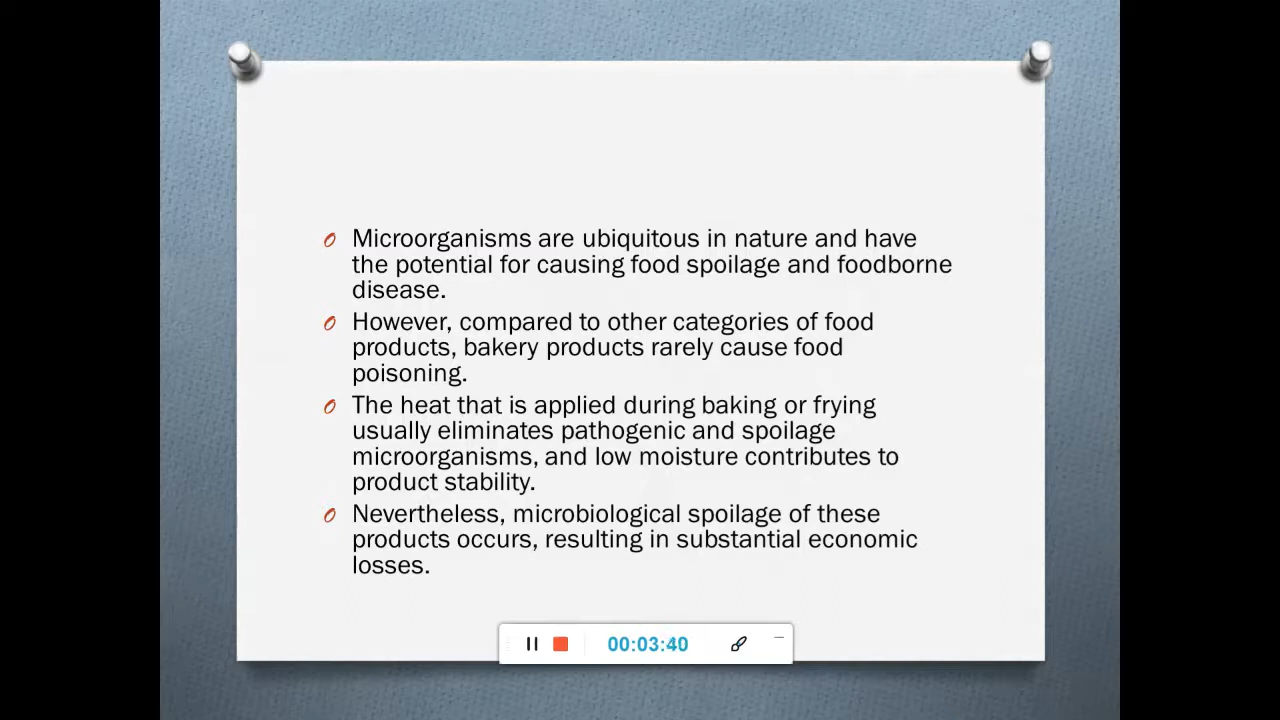 Microorganisms are ubiquitous in nature and have
the potential for causing food spoilage and foodborne
disease.
However, compared to other categories of food
products, bakery products rarely cause food
poisoning.
The heat that is applied during baking or frying
usually eliminates pathogenic and spoilage
microorganisms, and low moisture contributes to
product stability.
Nevertheless, microbiological spoilage of these
products occurs, resulting in substantial economic
losses.
00:03:40